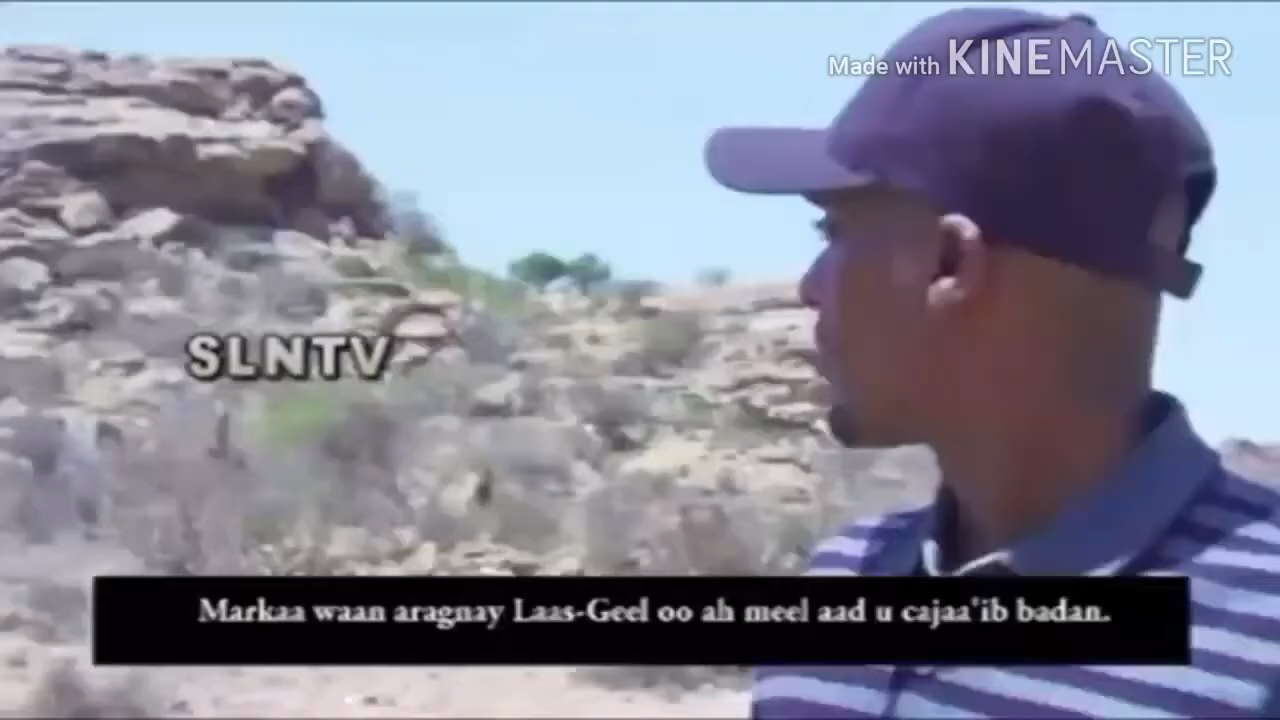 Made with KINEMASTER
SLNTV
Markaa waan aragnay Laas-Geel oo ah meel aad u cajaa'ib badan.